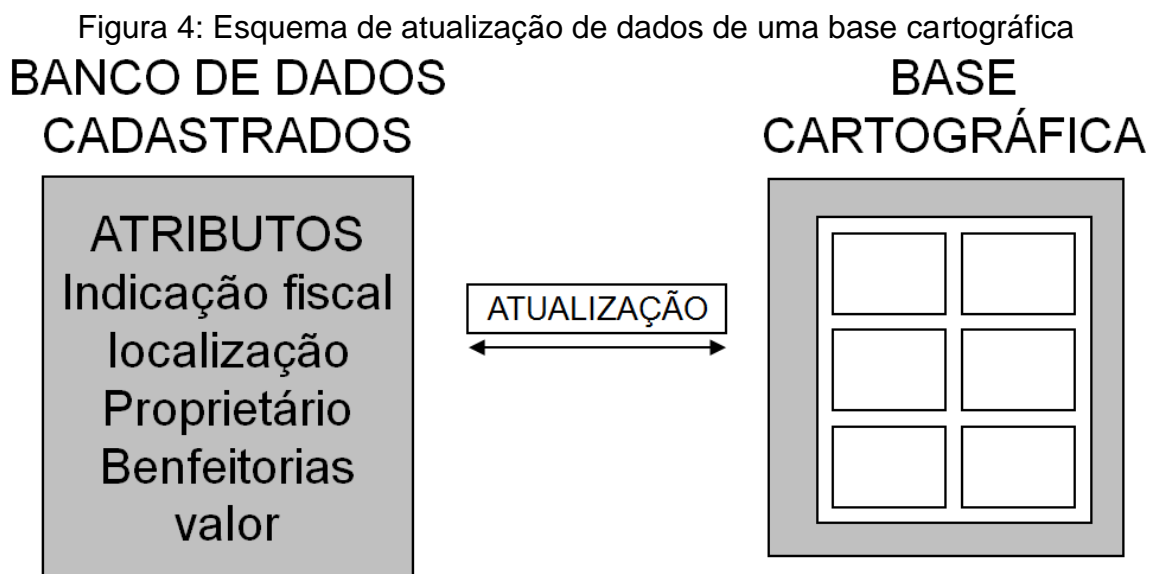 Figura 4: Esquema de atualização de dados de uma base cartográfica
BANCO DE DADOS
CADASTRADOS
ATRIBUTOS
Indicação fiscal
localização
Proprietário
Benfeitorias
valor
ATUALIZAÇÃO
BASE
CARTOGRÁFICA